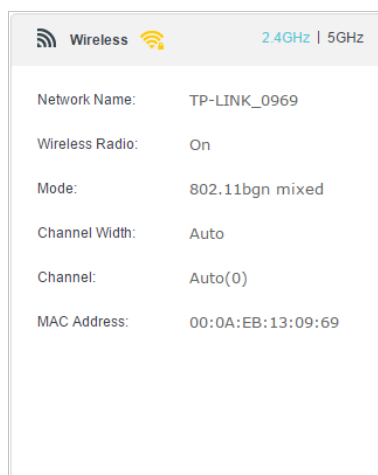 Wireless 2.4GHz | 5GHz
Network Name: TP-LINK_0969
Wireless Radio: On
Mode: 802.11bgn mixed
Channel Width: Auto
Channel: Auto(0)
MAC Address: 00:0A:EB:13:09:69